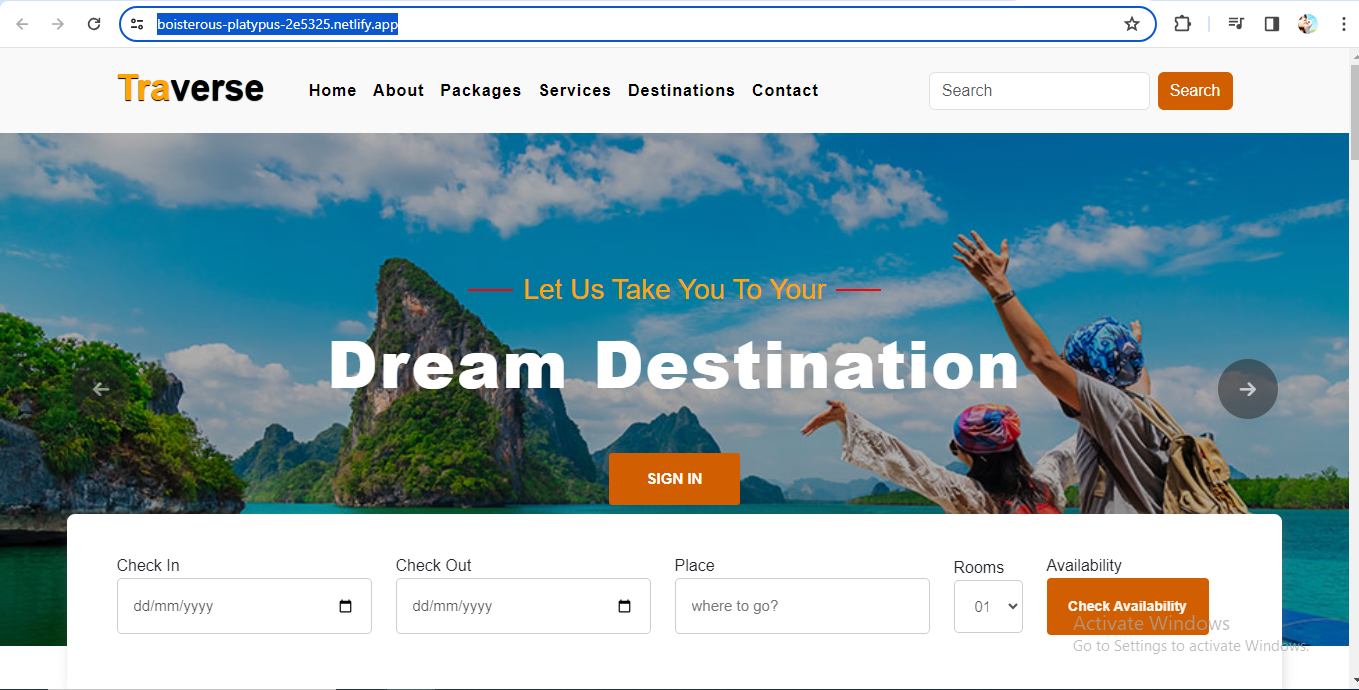 boisterous-platypus-2e5325.netlify.app
Traverse Home About Packages Services Destinations Contact Search Search
Let Us Take You To Your
Dream Destination
SIGN IN
Check In Check Out Place Rooms Availability
dd/mm/yyyy dd/mm/yyyy where to go? 01 Check Availability
Activate Windows
Go to Settings to activate Windows.